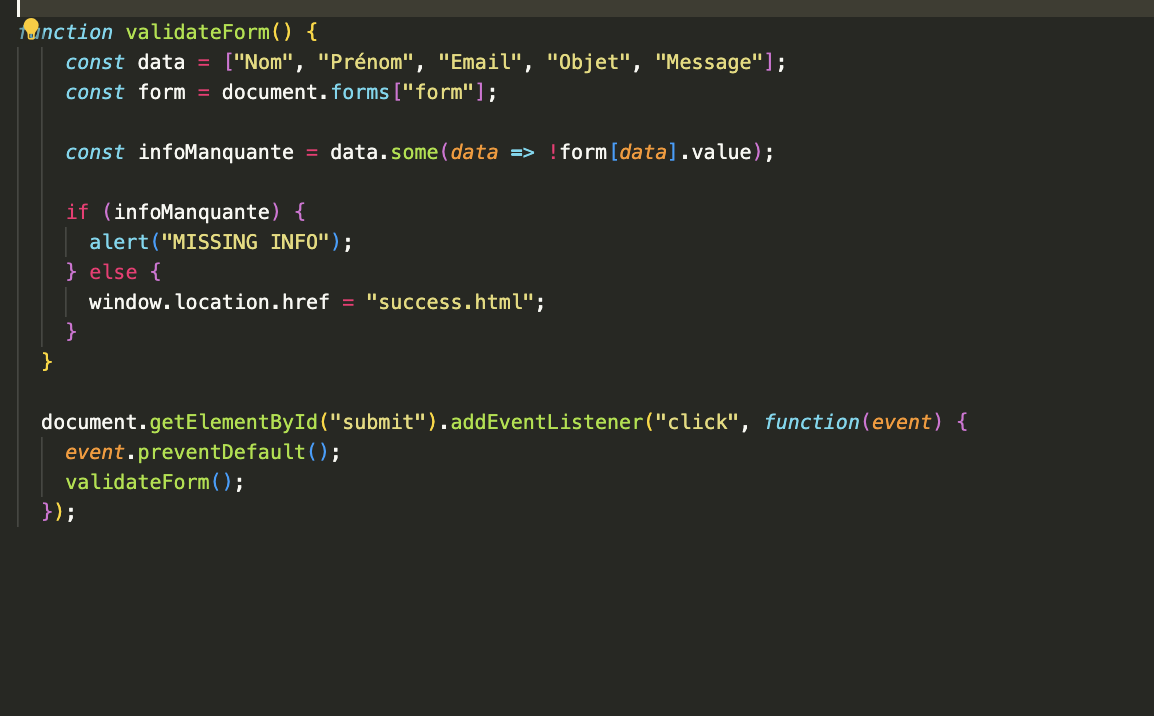 function validateForm() {
const data = ["Nom", "Prénom", "Email", "Objet", "Message"];
const form = document.forms["form"];
const infoManquante = data.some(data => !form[data].value);
if (infoManquante) {
alert("MISSING INFO");
} else {
window.location.href = "success.html";
}
}
document.getElementById("submit").addEventListener("click", function(event) {
event.preventDefault();
validateForm();
});